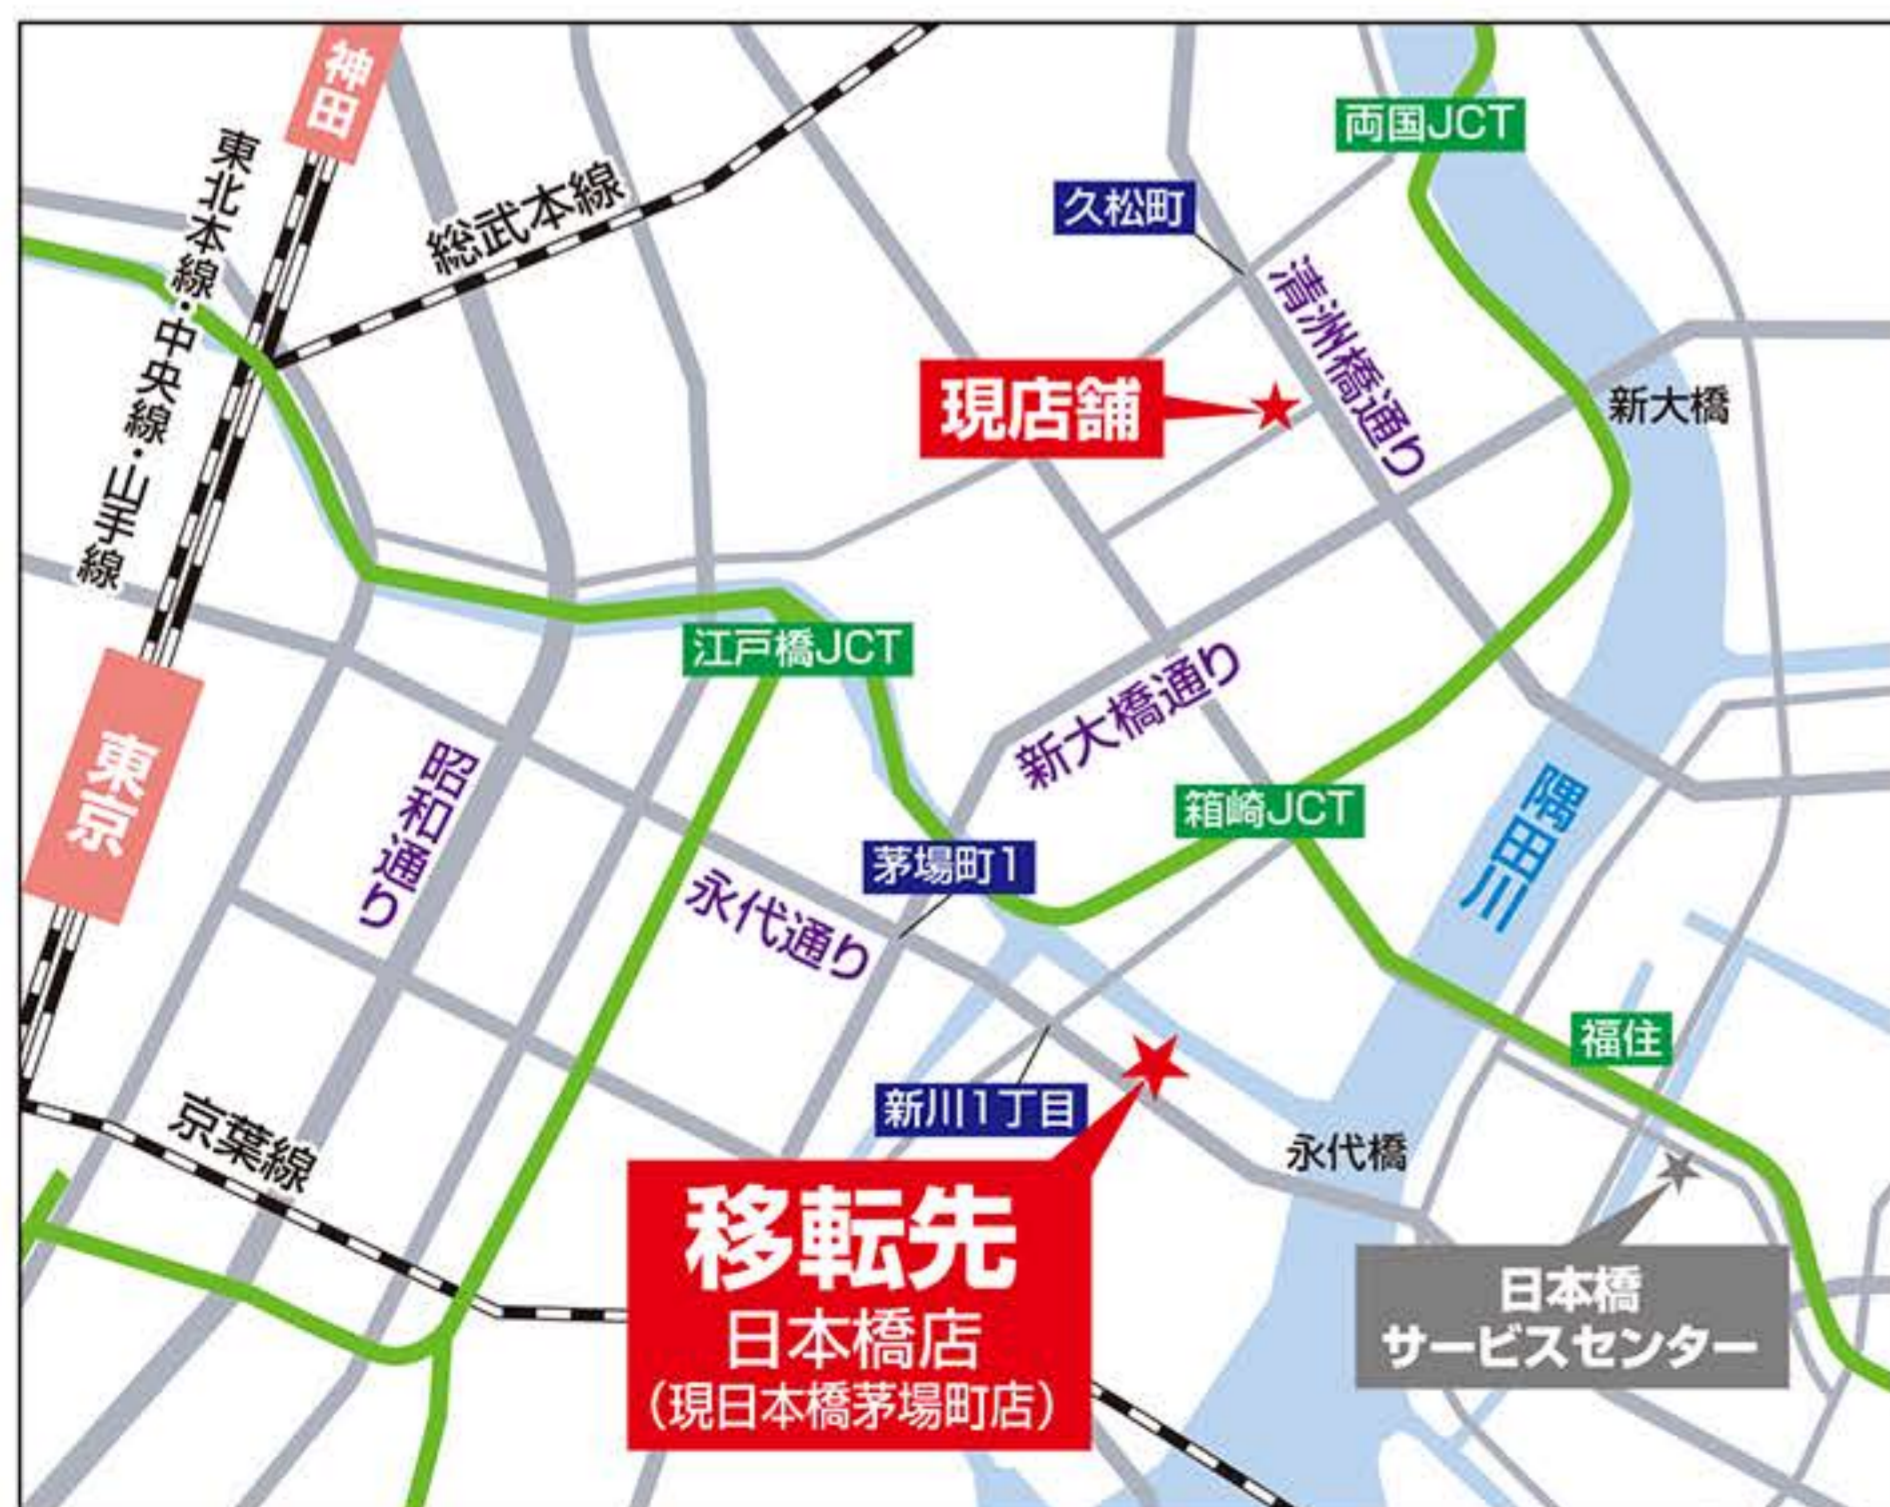 神田
両国JCT
東北本線・中央線・山手線
総武本線
久松町
清洲橋通り
現店舗
新大橋
江戸橋JCT
新大橋通り
東京
昭和通り
箱崎JCT
隅田川
茅場町1
永代通り
福住
新川1丁目
京葉線
永代橋
移転先
日本橋店
(現日本橋茅場町店)
日本橋
サービスセンター